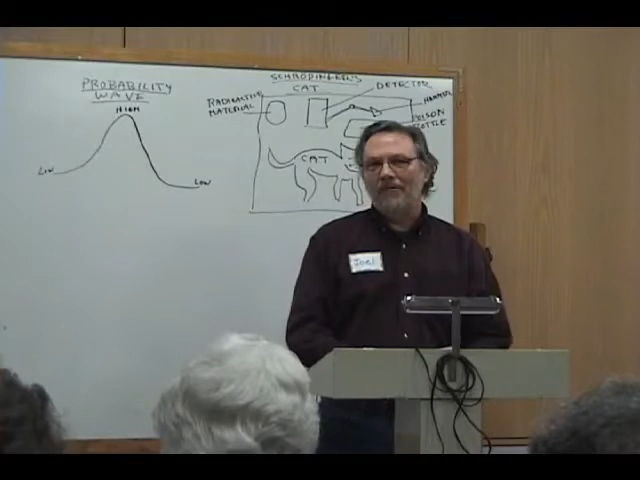 PROBABILITY
WAVE
HIGH
LOW
LOW
SCHRODINGER'S
CAT
DETECTOR
RADIOACTIVE
MATERIAL
HAMMER
POISON
BOTTLE
CAT
Joel